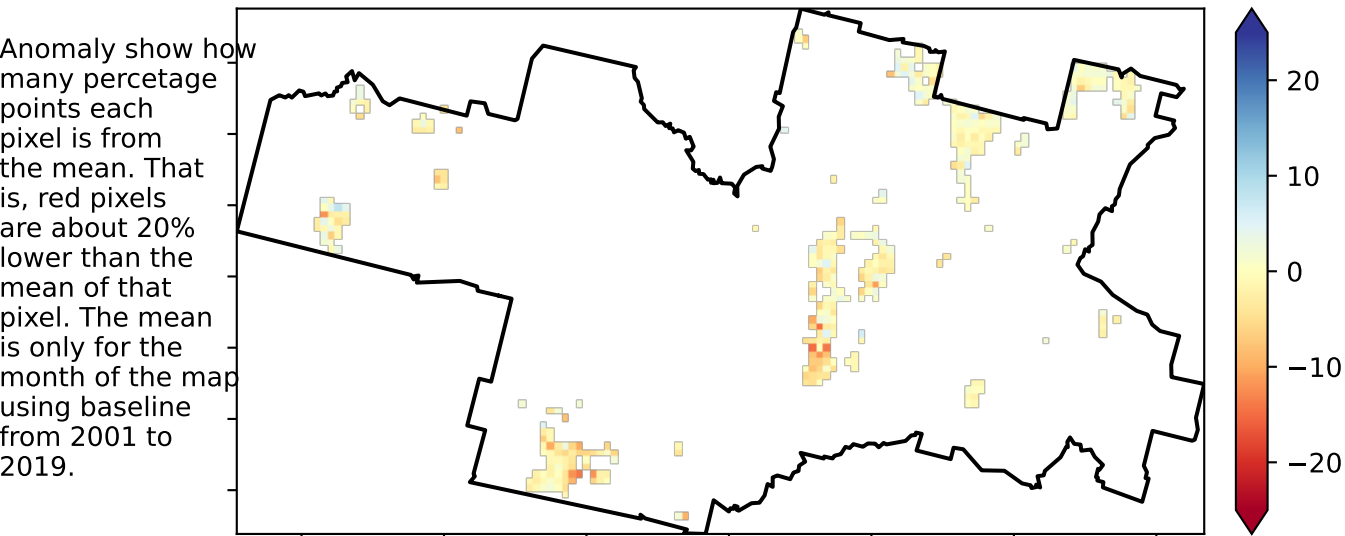 Anomaly show how
many percetage
points each
pixel is from
the mean. That
is, red pixels
are about 20%
lower than the
mean of that
pixel. The mean
is only for the
month of the map
using baseline
from 2001 to
2019.
20
10
0
−10
−20